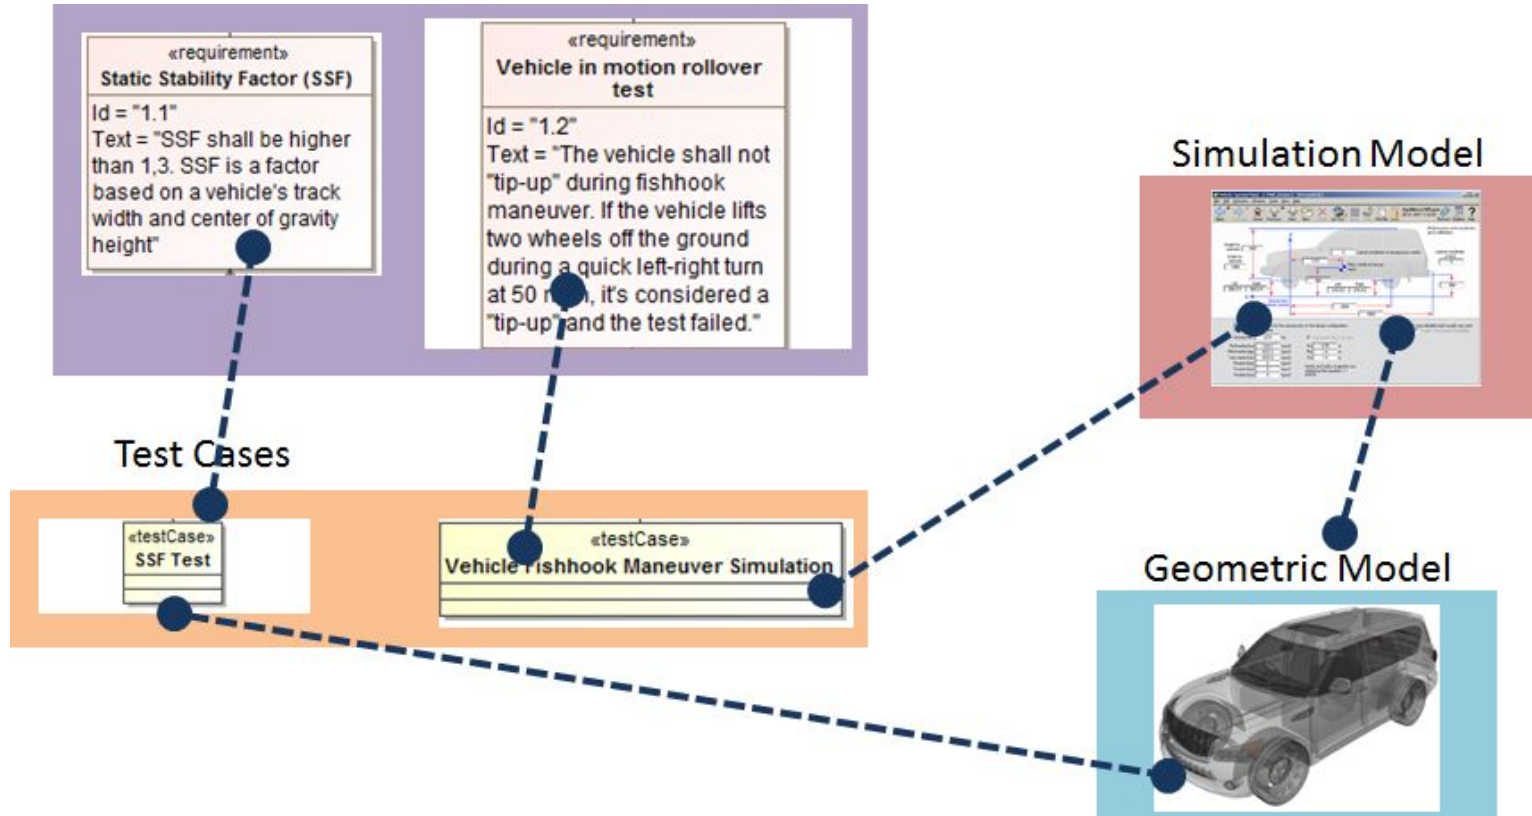 «requirement»
Static Stability Factor (SSF)
Id = "1.1"
Text = "SSF shall be higher
than 1,3. SSF is a factor
based on a vehicle's track
width and center of gravity
height"
«requirement»
Vehicle in motion rollover
test
Id = "1.2"
Text = "The vehicle shall not
"tip-up" during fishhook
maneuver. If the vehicle lifts
two wheels off the ground
during a quick left-right turn
at 50 it's considered a
"tip-up" and the test failed."
Simulation Model
Test Cases
«testCase»
SSF Test
«testCase»
Vehicle Fishhook Maneuver Simulation
Geometric Model